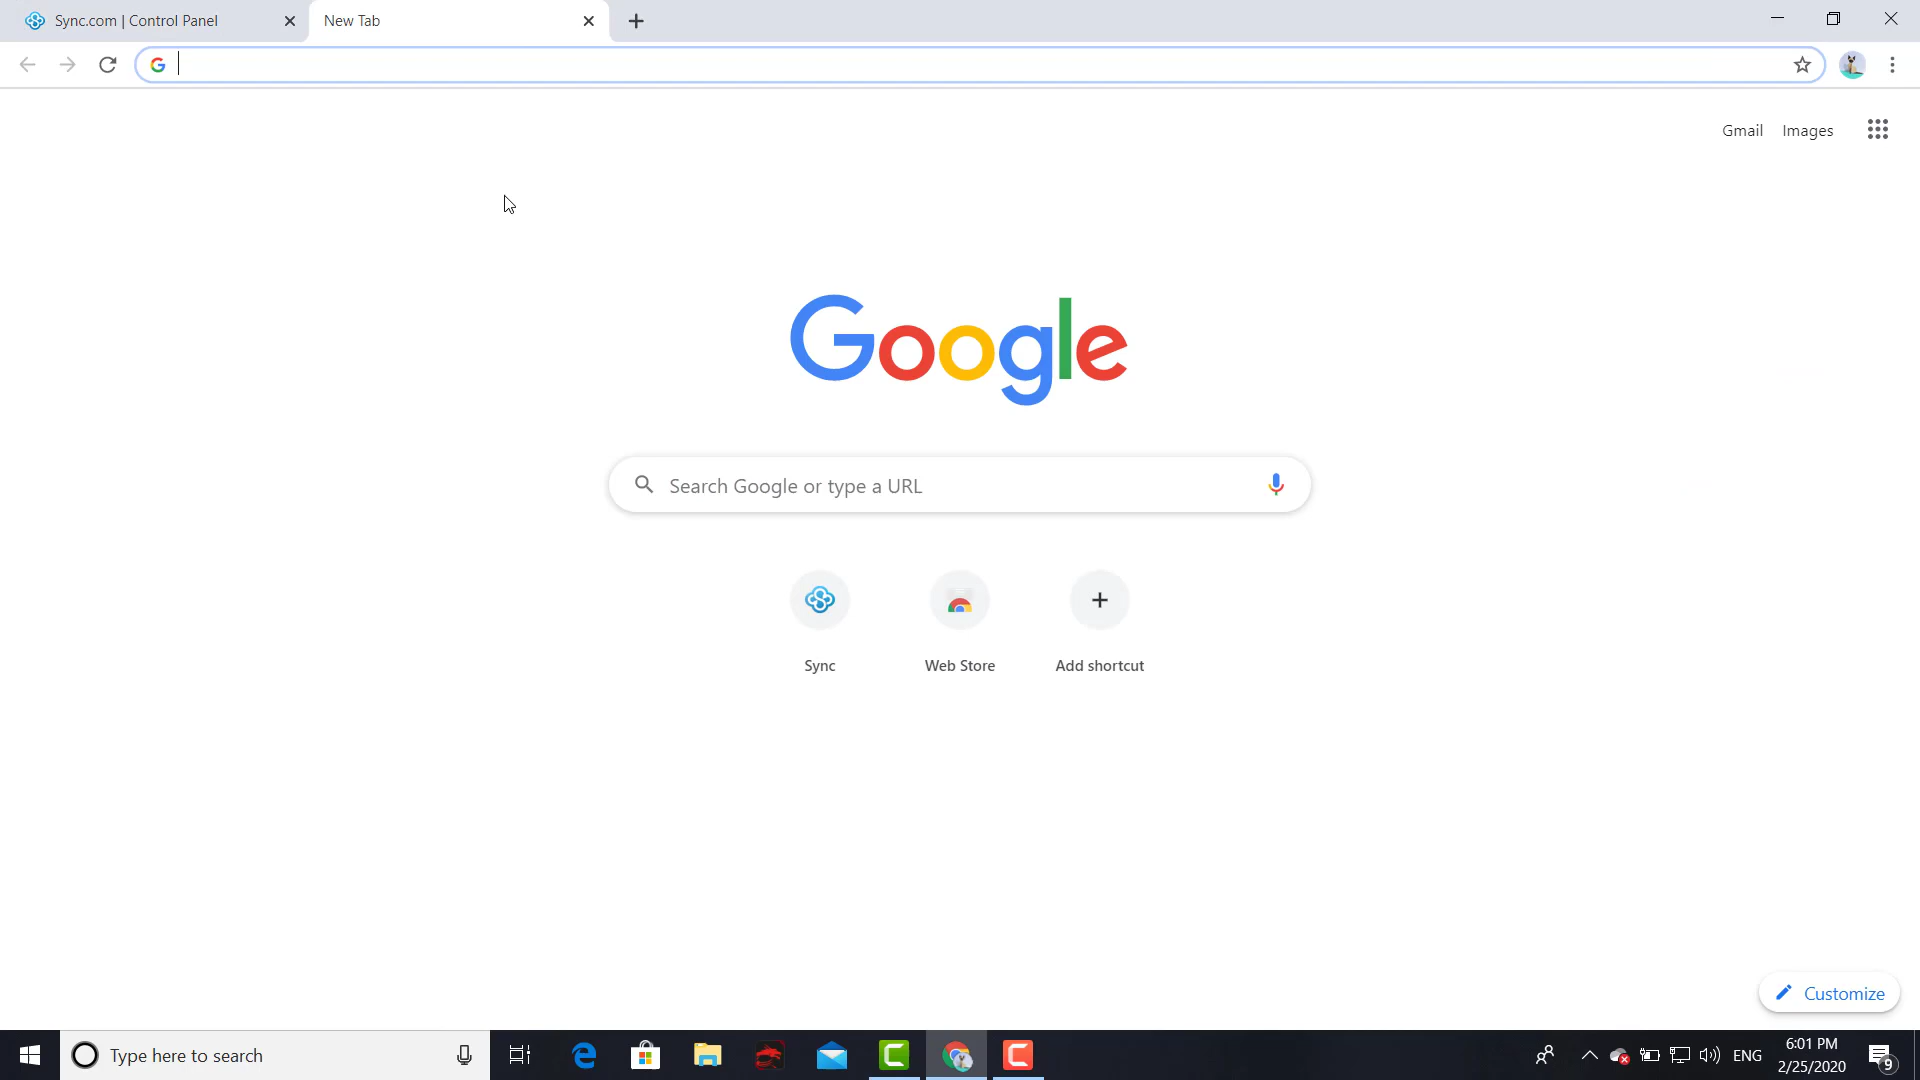 Sync.com | Control Panel
New Tab
Gmail
Images
Google
Search Google or type a URL
Sync
Web Store
Add shortcut
Customize
Type here to search
ENG
6:01 PM
2/25/2020
9